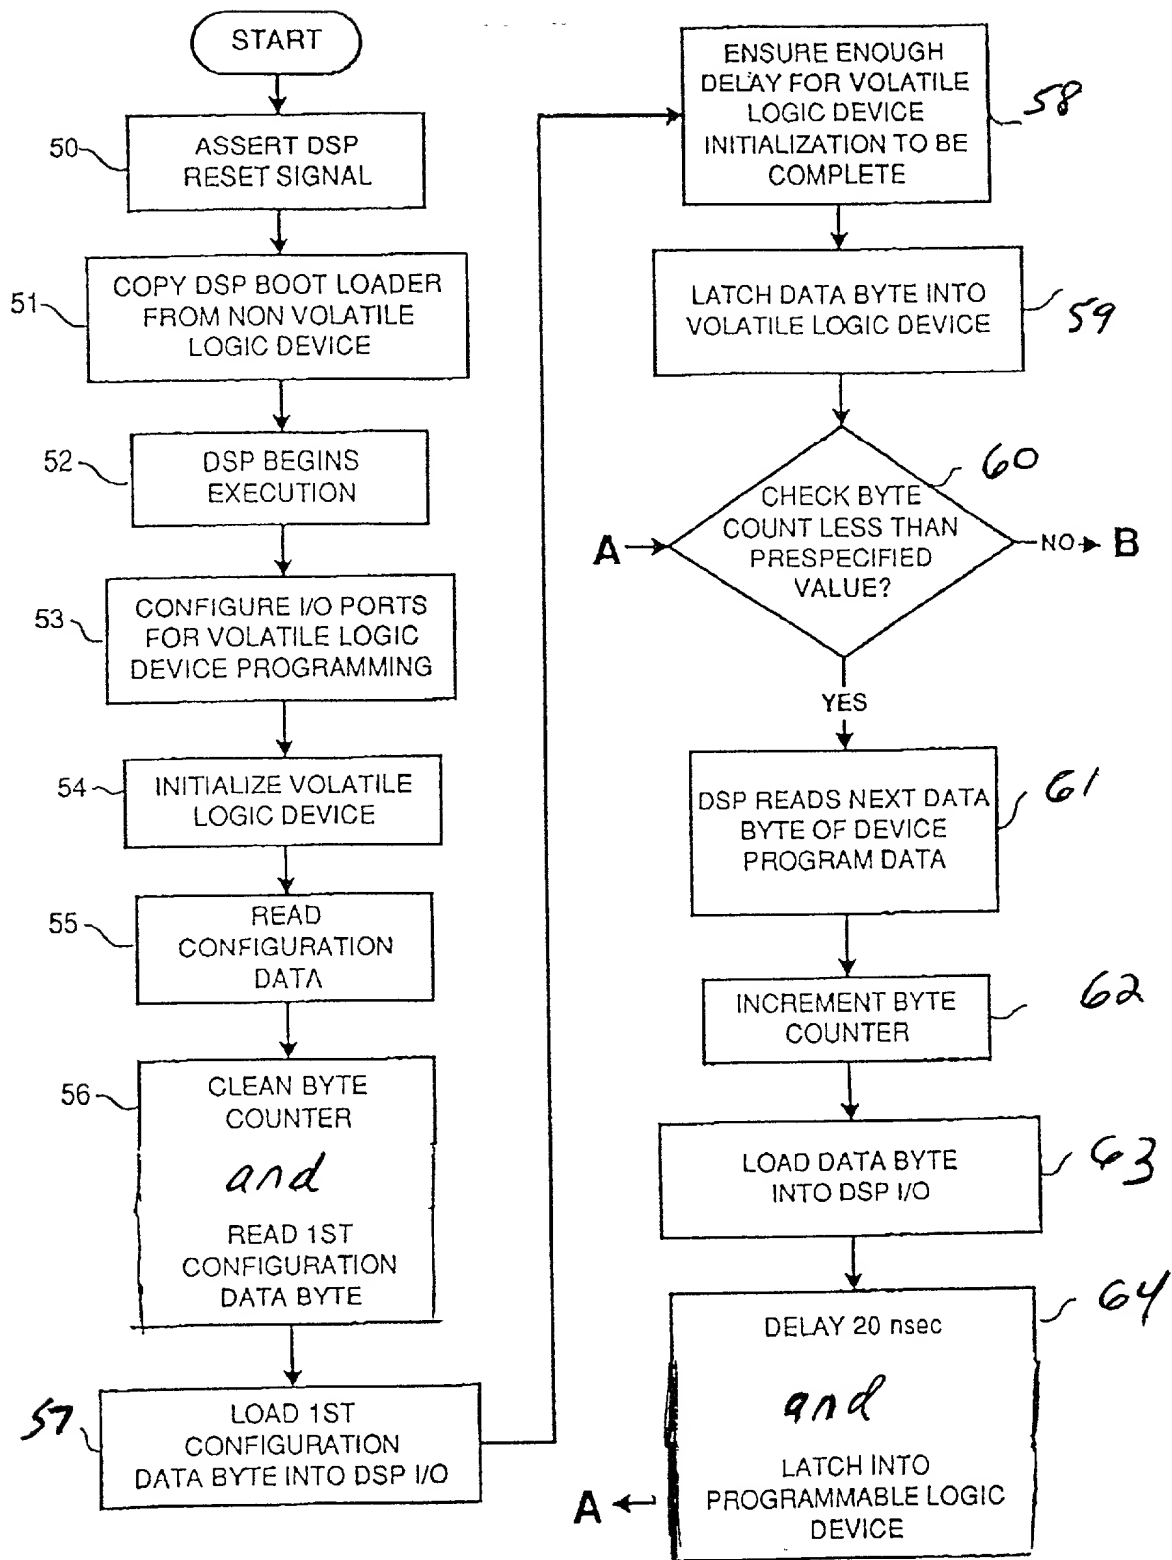 START
50
ASSERT DSP
RESET SIGNAL
51
COPY DSP BOOT LOADER
FROM NON VOLATILE
LOGIC DEVICE
52
DSP BEGINS
EXECUTION
53
CONFIGURE I/O PORTS
FOR VOLATILE LOGIC
DEVICE PROGRAMMING
54
INITIALIZE VOLATILE
LOGIC DEVICE
55
READ
CONFIGURATION
DATA
56
CLEAN BYTE
COUNTER
and
READ 1ST
CONFIGURATION
DATA BYTE
57
LOAD 1ST
CONFIGURATION
DATA BYTE INTO DSP I/O
ENSURE ENOUGH
DELAY FOR VOLATILE
LOGIC DEVICE
INITIALIZATION TO BE
COMPLETE
58
LATCH DATA BYTE INTO
VOLATILE LOGIC DEVICE
59
60
CHECK BYTE
COUNT LESS THAN
PRESPECIFIED
VALUE?
A
NO
B
YES
DSP READS NEXT DATA
BYTE OF DEVICE
PROGRAM DATA
61
INCREMENT BYTE
COUNTER
62
LOAD DATA BYTE
INTO DSP I/O
63
DELAY 20 nsec
and
LATCH INTO
PROGRAMMABLE LOGIC
DEVICE
64
A